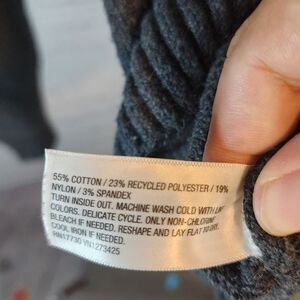 55% COTTON / 23% RECYCLED POLYESTER / 19%
NYLON / 3% SPANDEX
TURN INSIDE OUT. MACHINE WASH COLD WITH LIKE
COLORS. DELICATE CYCLE. ONLY NON-CHLORINE
BLEACH IF NEEDED. RESHAPE AND LAY FLAT TO DRY.
COOL IRON IF NEEDED.
RN17730 VN1273425